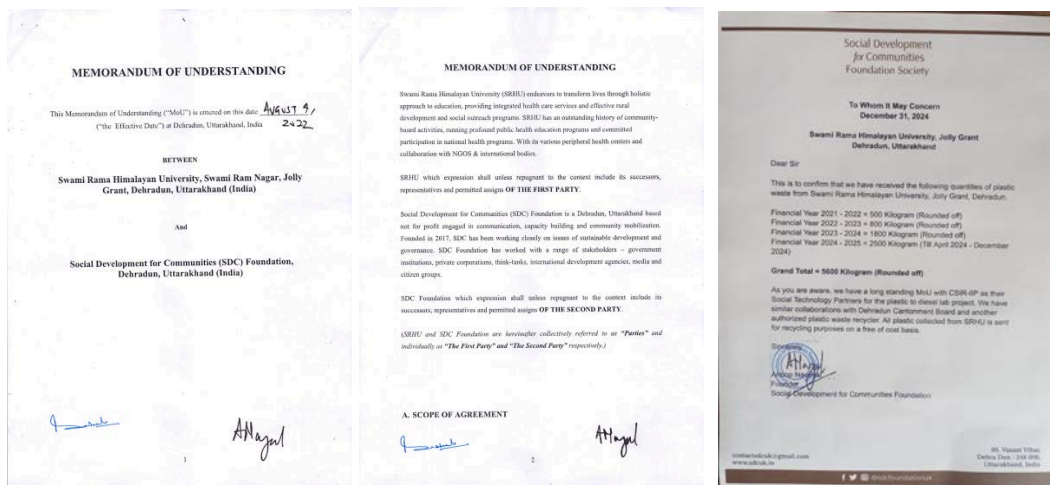 MEMORANDUM OF UNDERSTANDING
This Memorandum of Understanding ("MoU") is entered on this date August 9,
("the Effective Date") at Dehradun, Uttarakhand, India 2022
BETWEEN
Swami Rama Himalayan University, Swami Ram Nagar, Jolly
Grant, Dehradun, Uttarakhand (India)
And
Social Development for Communities (SDC) Foundation,
Dehradun, Uttarakhand (India)
ANayal
1
MEMORANDUM OF UNDERSTANDING
Swami Rama Himalayan University (SRHU) endeavors to transform lives through holistic
approach to education, providing integrated health care services and effective rural
development and social outreach programs. SRHU has an outstanding history of community-
based activities, running profound public health education programs and committed
participation in national health programs. With its various peripheral health centers and
collaboration with NGOS & international bodies.
SRHU which expression shall unless repugnant to the context include its successors,
representatives and permitted assigns OF THE FIRST PARTY.
Social Development for Communities (SDC) Foundation is a Dehradun, Uttarakhand based
not for profit engaged in communication, capacity building and community mobilization.
Founded in 2017, SDC has been working closely on issues of sustainable development and
governance. SDC Foundation has worked with a range of stakeholders – government
institutions, private corporations, think-tanks, international development agencies, media and
citizen groups.
SDC Foundation which expression shall unless repugnant to the context include its
successors, representatives and permitted assigns OF THE SECOND PARTY.
(SRHU and SDC Foundation are hereinafter collectively referred to as "Parties" and
individually as "The First Party" and "The Second Party" respectively.)
A. SCOPE OF AGREEMENT
ANayal
2
Social Development
for Communities
Foundation Society
To Whom It May Concern
December 31, 2024
Swami Rama Himalayan University, Jolly Grant
Dehradun, Uttarakhand
Dear Sir
This is to confirm that we have received the following quantities of plastic
waste from Swami Rama Himalayan University, Jolly Grant, Dehradun.
Financial Year 2021 - 2022 = 500 Kilogram (Rounded off)
Financial Year 2022 - 2023 = 800 Kilogram (Rounded off)
Financial Year 2023 - 2024 = 1800 Kilogram (Rounded off)
Financial Year 2024 - 2025 = 2500 Kilogram (Till April 2024 - December
2024)
Grand Total = 5600 Kilogram (Rounded off)
As you are aware, we have a long standing MoU with CSIR-IIP as their
Social Technology Partners for the plastic to diesel lab project. We have
similar collaborations with Dehradun Cantonment Board and another
authorized plastic waste recycler. All plastic collected from SRHU is sent
for recycling purposes on a free of cost basis.
Sincerely
ANayal
Anoop Nautiyal
Founder
Social Development for Communities Foundation
Vasant Vihar,
Dehra Dun - 248 006,
www.sdcuk.in
Uttarakhand, India